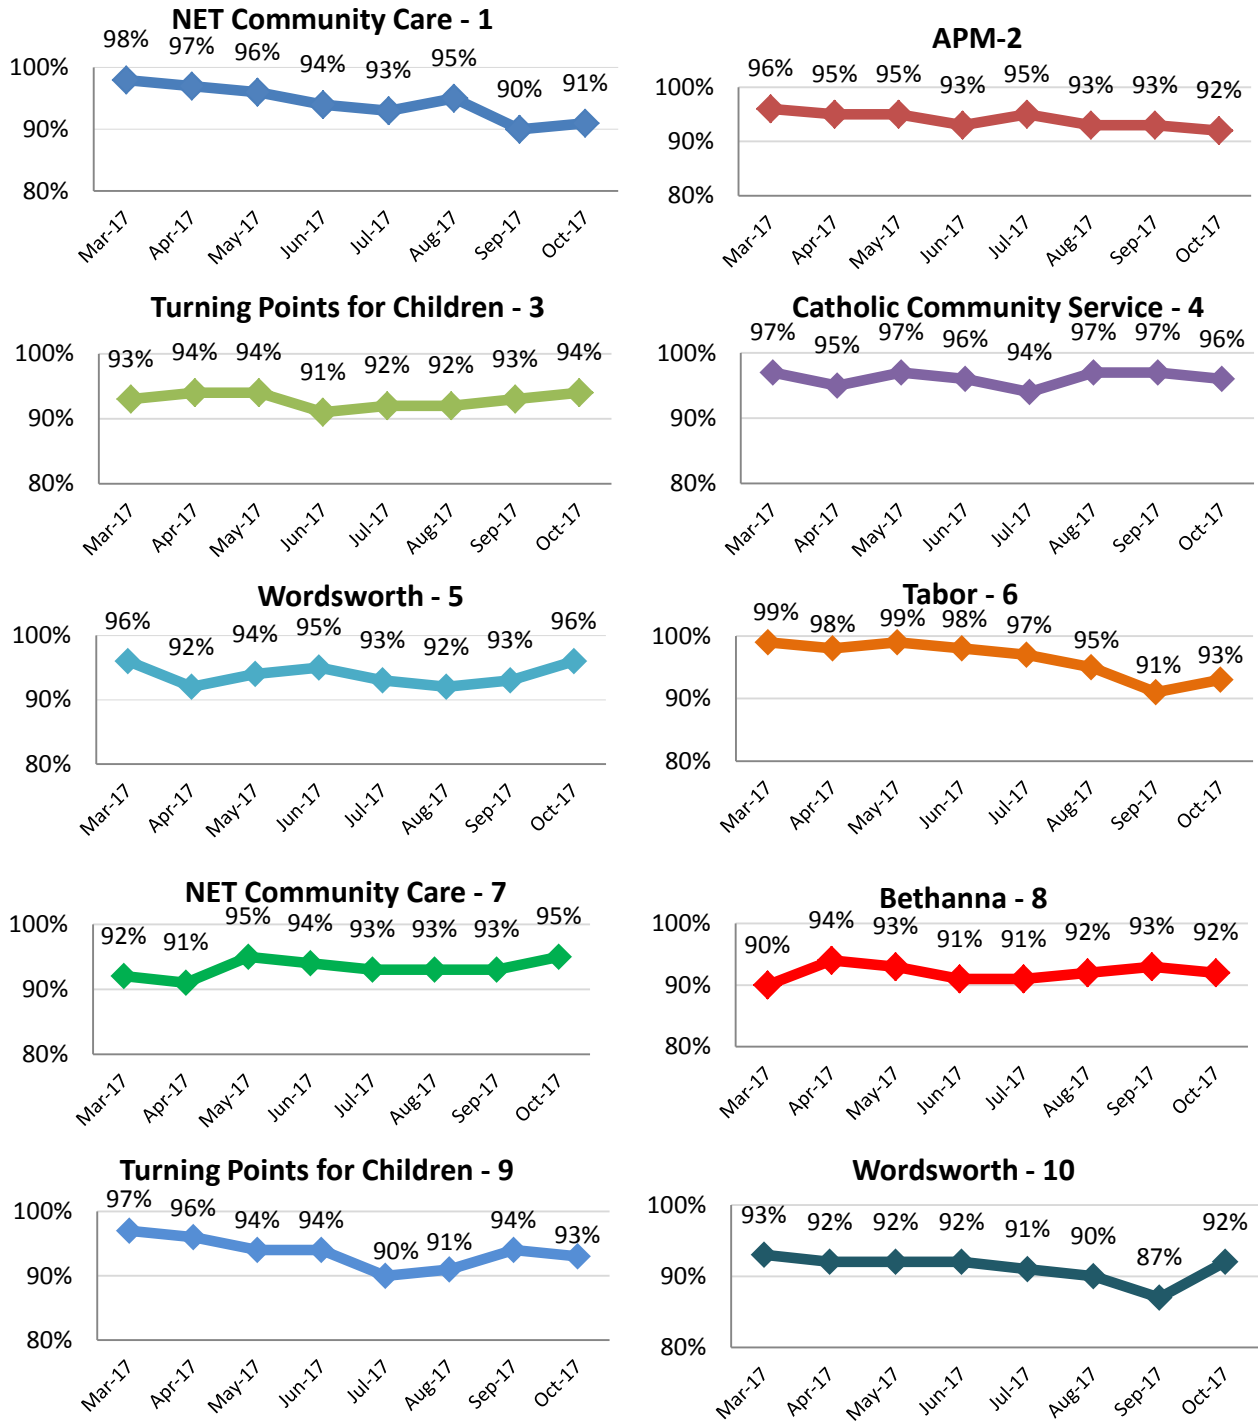 NET Community Care - 1
98% 97% 96% 94% 93% 95% 90% 91%
100%
90%
80%
Mar-17 Apr-17 May-17 Jun-17 Jul-17 Aug-17 Sep-17 Oct-17
APM-2
96% 95% 95% 93% 95% 93% 93% 92%
100%
90%
80%
Mar-17 Apr-17 May-17 Jun-17 Jul-17 Aug-17 Sep-17 Oct-17
Turning Points for Children - 3
93% 94% 94% 91% 92% 92% 93% 94%
100%
90%
80%
Mar-17 Apr-17 May-17 Jun-17 Jul-17 Aug-17 Sep-17 Oct-17
Catholic Community Service - 4
97% 95% 97% 96% 94% 97% 97% 96%
100%
90%
80%
Mar-17 Apr-17 May-17 Jun-17 Jul-17 Aug-17 Sep-17 Oct-17
Wordsworth - 5
96% 92% 94% 95% 93% 92% 93% 96%
100%
90%
80%
Mar-17 Apr-17 May-17 Jun-17 Jul-17 Aug-17 Sep-17 Oct-17
Tabor - 6
99% 98% 99% 98% 97% 95% 91% 93%
100%
90%
80%
Mar-17 Apr-17 May-17 Jun-17 Jul-17 Aug-17 Sep-17 Oct-17
NET Community Care - 7
92% 91% 95% 94% 93% 93% 93% 95%
100%
90%
80%
Mar-17 Apr-17 May-17 Jun-17 Jul-17 Aug-17 Sep-17 Oct-17
Bethanna - 8
90% 94% 93% 91% 91% 92% 93% 92%
100%
90%
80%
Mar-17 Apr-17 May-17 Jun-17 Jul-17 Aug-17 Sep-17 Oct-17
Turning Points for Children - 9
97% 96% 94% 94% 90% 91% 94% 93%
100%
90%
80%
Mar-17 Apr-17 May-17 Jun-17 Jul-17 Aug-17 Sep-17 Oct-17
Wordsworth - 10
93% 92% 92% 92% 91% 90% 87% 92%
100%
90%
80%
Mar-17 Apr-17 May-17 Jun-17 Jul-17 Aug-17 Sep-17 Oct-17